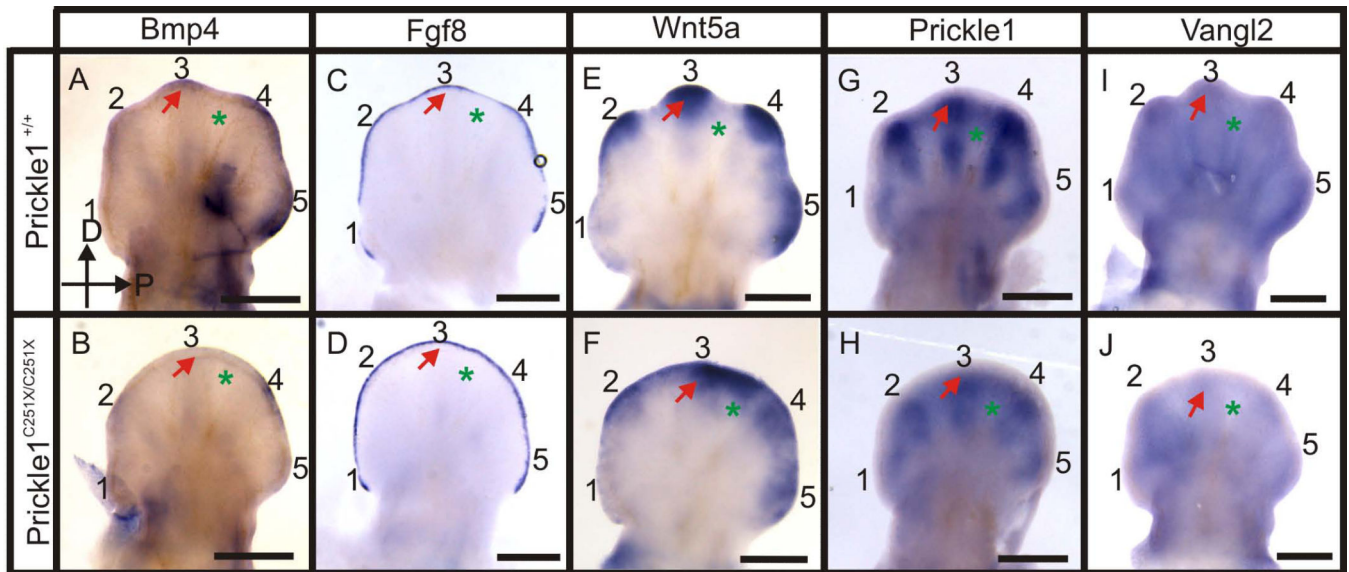 Bmp4 Fgf8 Wnt5a Prickle1 Vangl2
Prickle1 +/+
A 2 3 4 1 5 D P
C 2 3 4 1 5
E 2 3 4 1 5
G 2 3 4 1 5
I 2 3 4 1 5
Prickle1 C251X/C251X
B 2 3 4 1 5
D 2 3 4 1 5
F 2 3 4 1 5
H 2 3 4 1 5
J 2 3 4 1 5